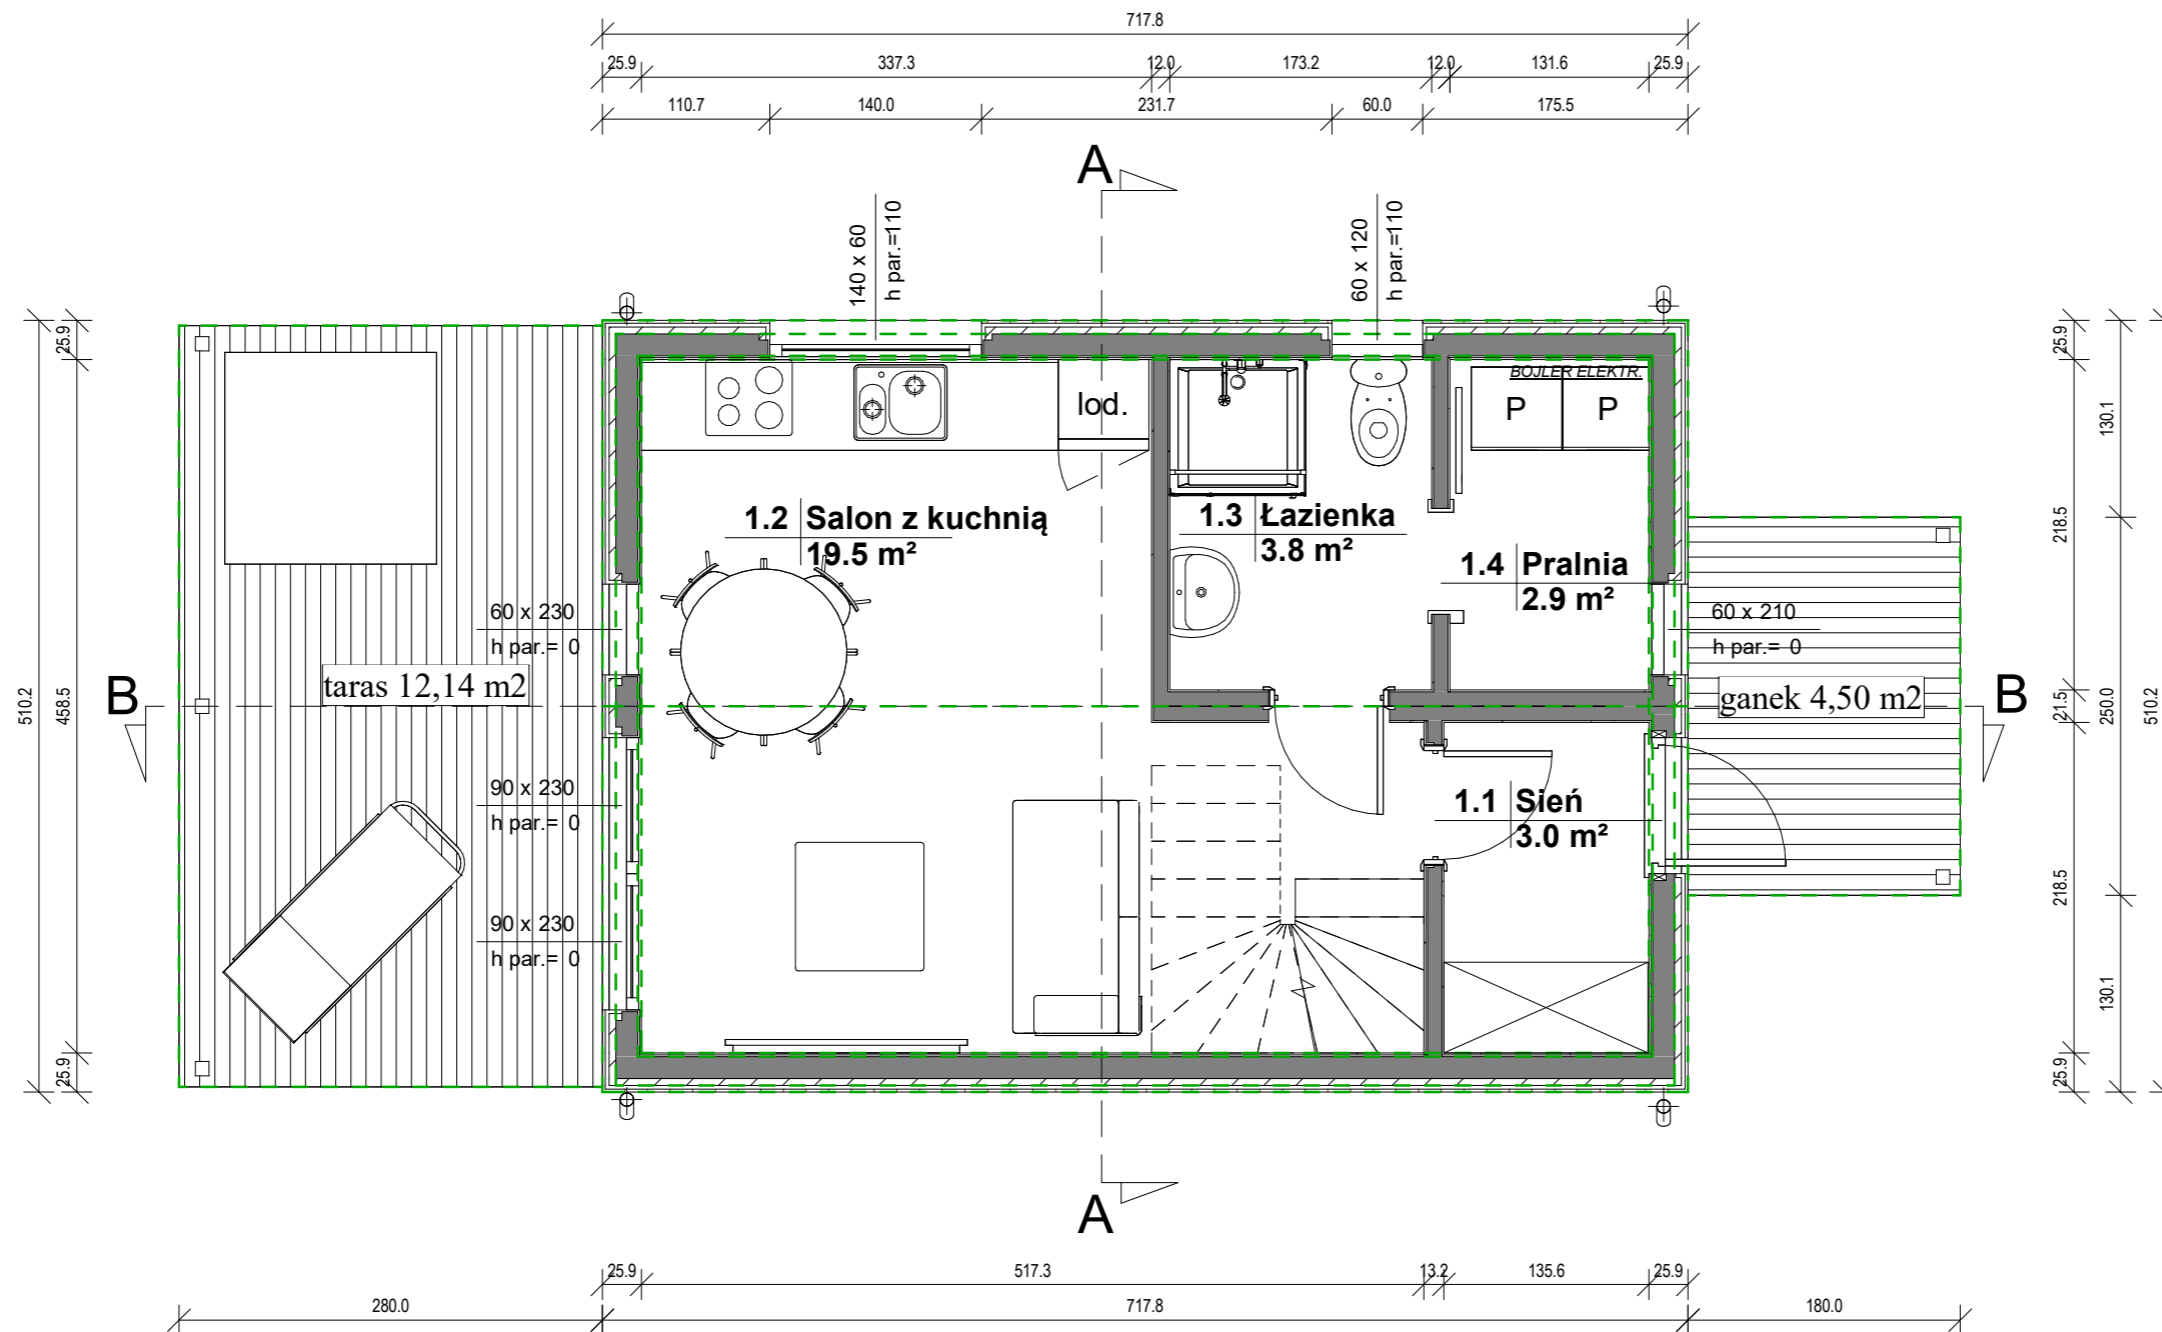 717.8
25.9 337.3 12.0 173.2 12.0 131.6 25.9
110.7 140.0 231.7 60.0 175.5
A
140 x 60
h par.=110
60 x 120
h par.=110
BOJLER ELEKTR.
lod.
P P
1.2 Salon z kuchnią
19.5 m²
1.3 Łazienka
3.8 m²
1.4 Pralnia
2.9 m²
60 x 230
h par.= 0
60 x 210
h par.= 0
B
taras 12,14 m2
ganek 4,50 m2
B
90 x 230
h par.= 0
1.1 Sień
3.0 m²
90 x 230
h par.= 0
510.2
25.9
458.5
25.9
25.9
218.5
21.5
218.5
25.9
130.1
250.0
130.1
510.2
A
25.9 517.3 13.2 135.6 25.9
280.0 717.8 180.0